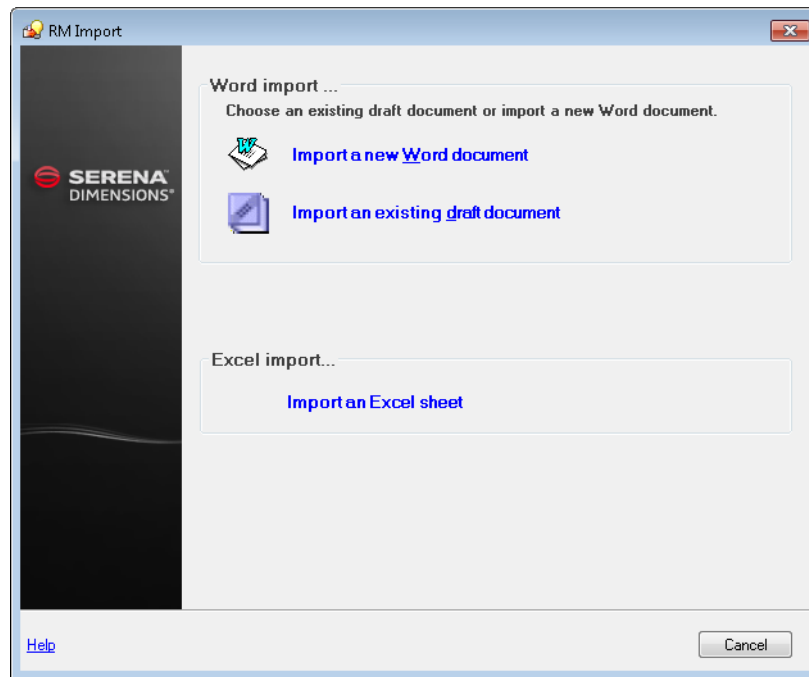 RM Import
Word import ...
Choose an existing draft document or import a new Word document.
Import a new Word document
SERENA™
DIMENSIONS®
Import an existing draft document
Excel import...
Import an Excel sheet
Help
Cancel